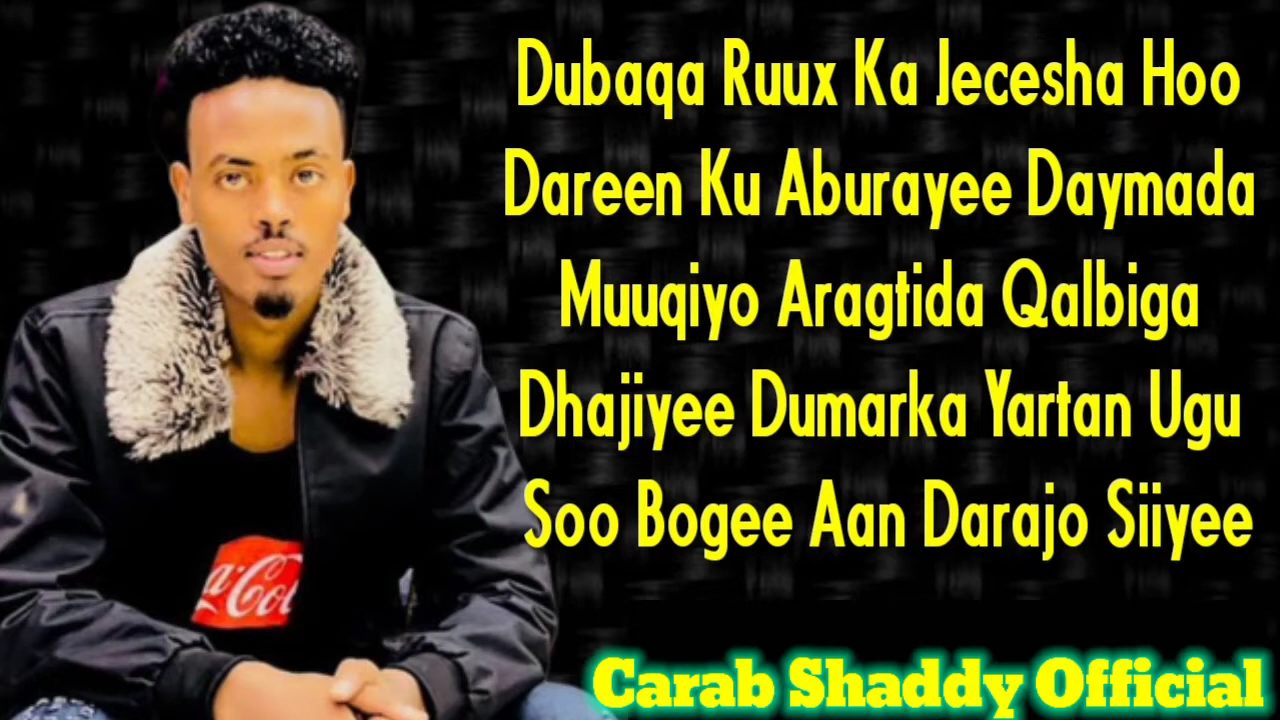 Dubaqa Ruux Ka Jecesha Hoo
Dareen Ku Aburayee Daymada
Muuqiyo Aragtida Qalbiga
Dhajiyee Dumarka Yartan Ugu
Soo Bogee Aan Darajo Siiyee
a-Col
Carab Shaddy Official